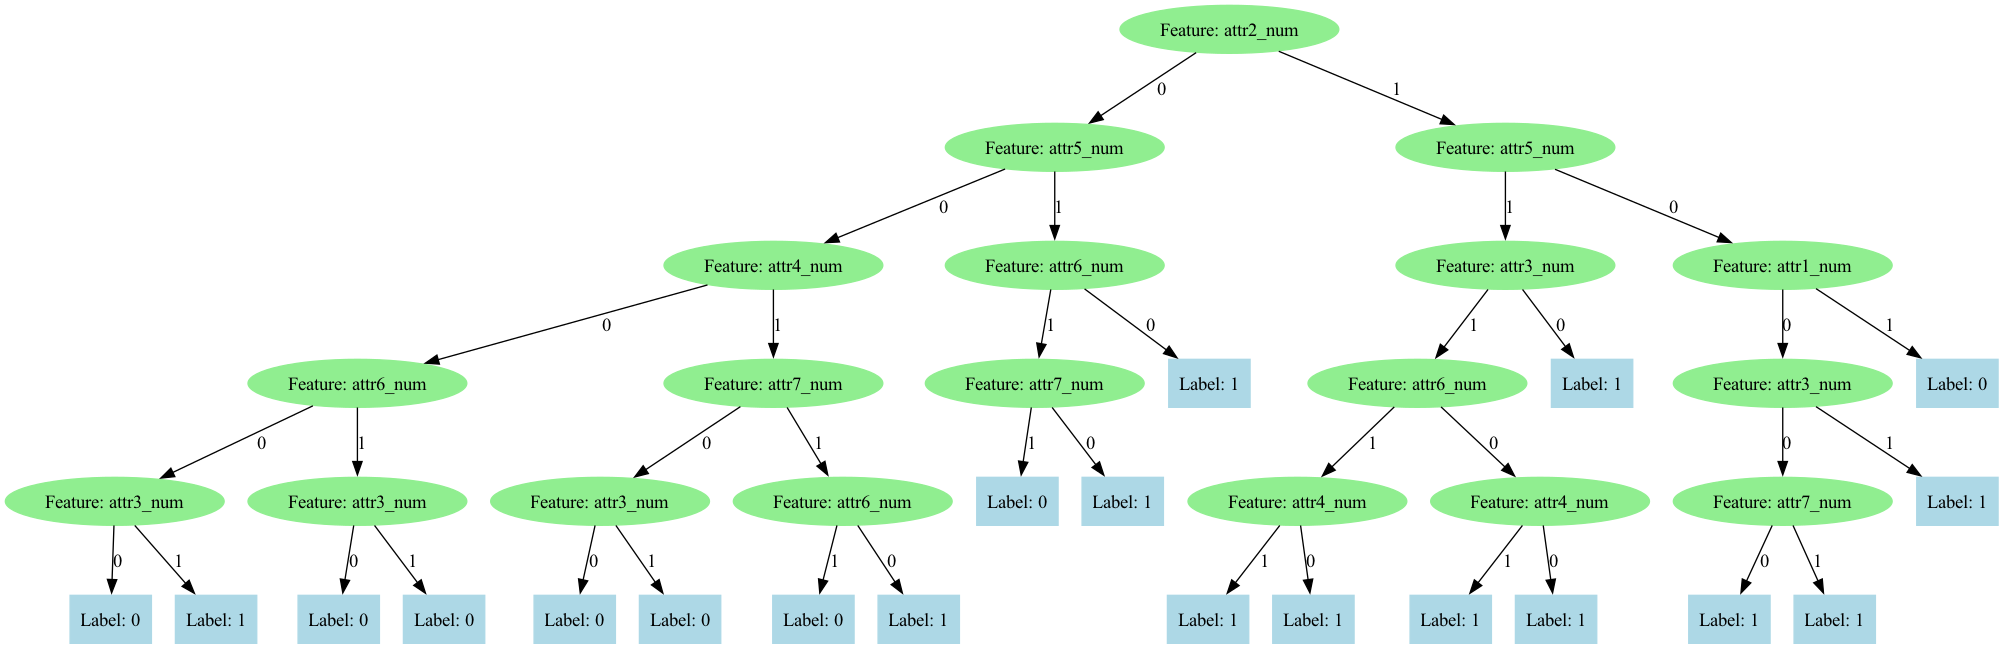 Feature: attr2_num
0
1
Feature: attr5_num
Feature: attr5_num
0
1
1
0
Feature: attr4_num
Feature: attr6_num
Feature: attr3_num
Feature: attr1_num
0
1
1
0
1
0
0
1
Feature: attr6_num
Feature: attr7_num
Feature: attr7_num
Label: 1
Feature: attr6_num
Label: 1
Feature: attr3_num
Label: 0
0
1
0
1
1
0
1
0
0
1
Feature: attr3_num
Feature: attr3_num
Feature: attr3_num
Feature: attr6_num
Label: 0
Label: 1
Feature: attr4_num
Feature: attr4_num
Feature: attr7_num
Label: 1
0
1
0
1
0
1
1
0
1
0
1
0
0
1
Label: 0
Label: 1
Label: 0
Label: 0
Label: 0
Label: 0
Label: 0
Label: 1
Label: 1
Label: 1
Label: 1
Label: 1
Label: 1
Label: 1